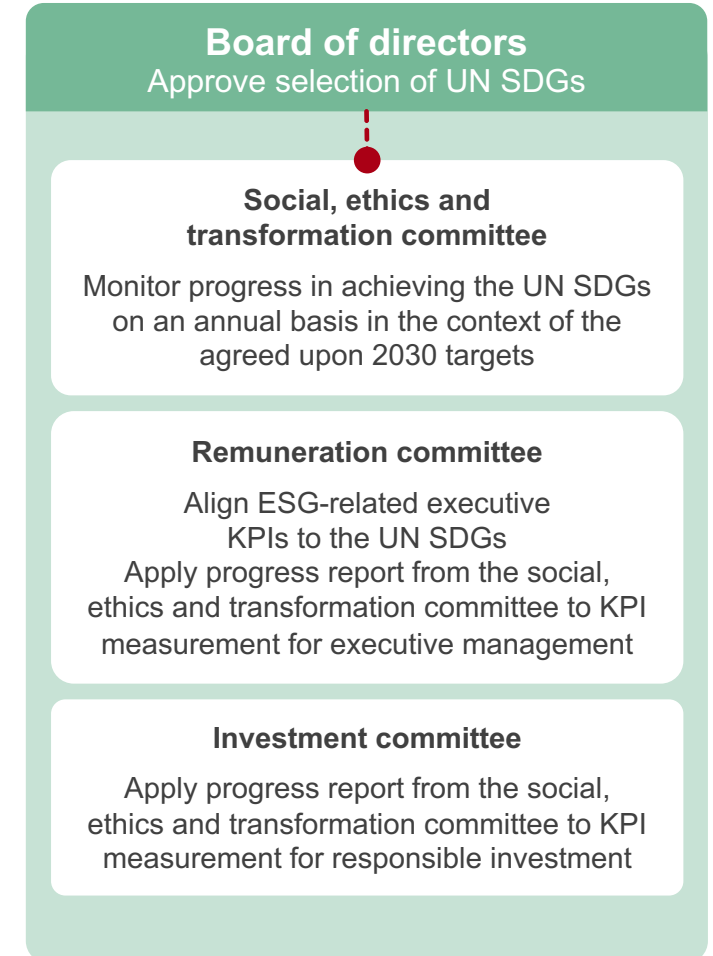 Board of directors
Approve selection of UN SDGs
Social, ethics and
transformation committee
Monitor progress in achieving the UN SDGs
on an annual basis in the context of the
agreed upon 2030 targets
Remuneration committee
Align ESG-related executive
KPIs to the UN SDGs
Apply progress report from the social,
ethics and transformation committee to KPI
measurement for executive management
Investment committee
Apply progress report from the social,
ethics and transformation committee to KPI
measurement for responsible investment